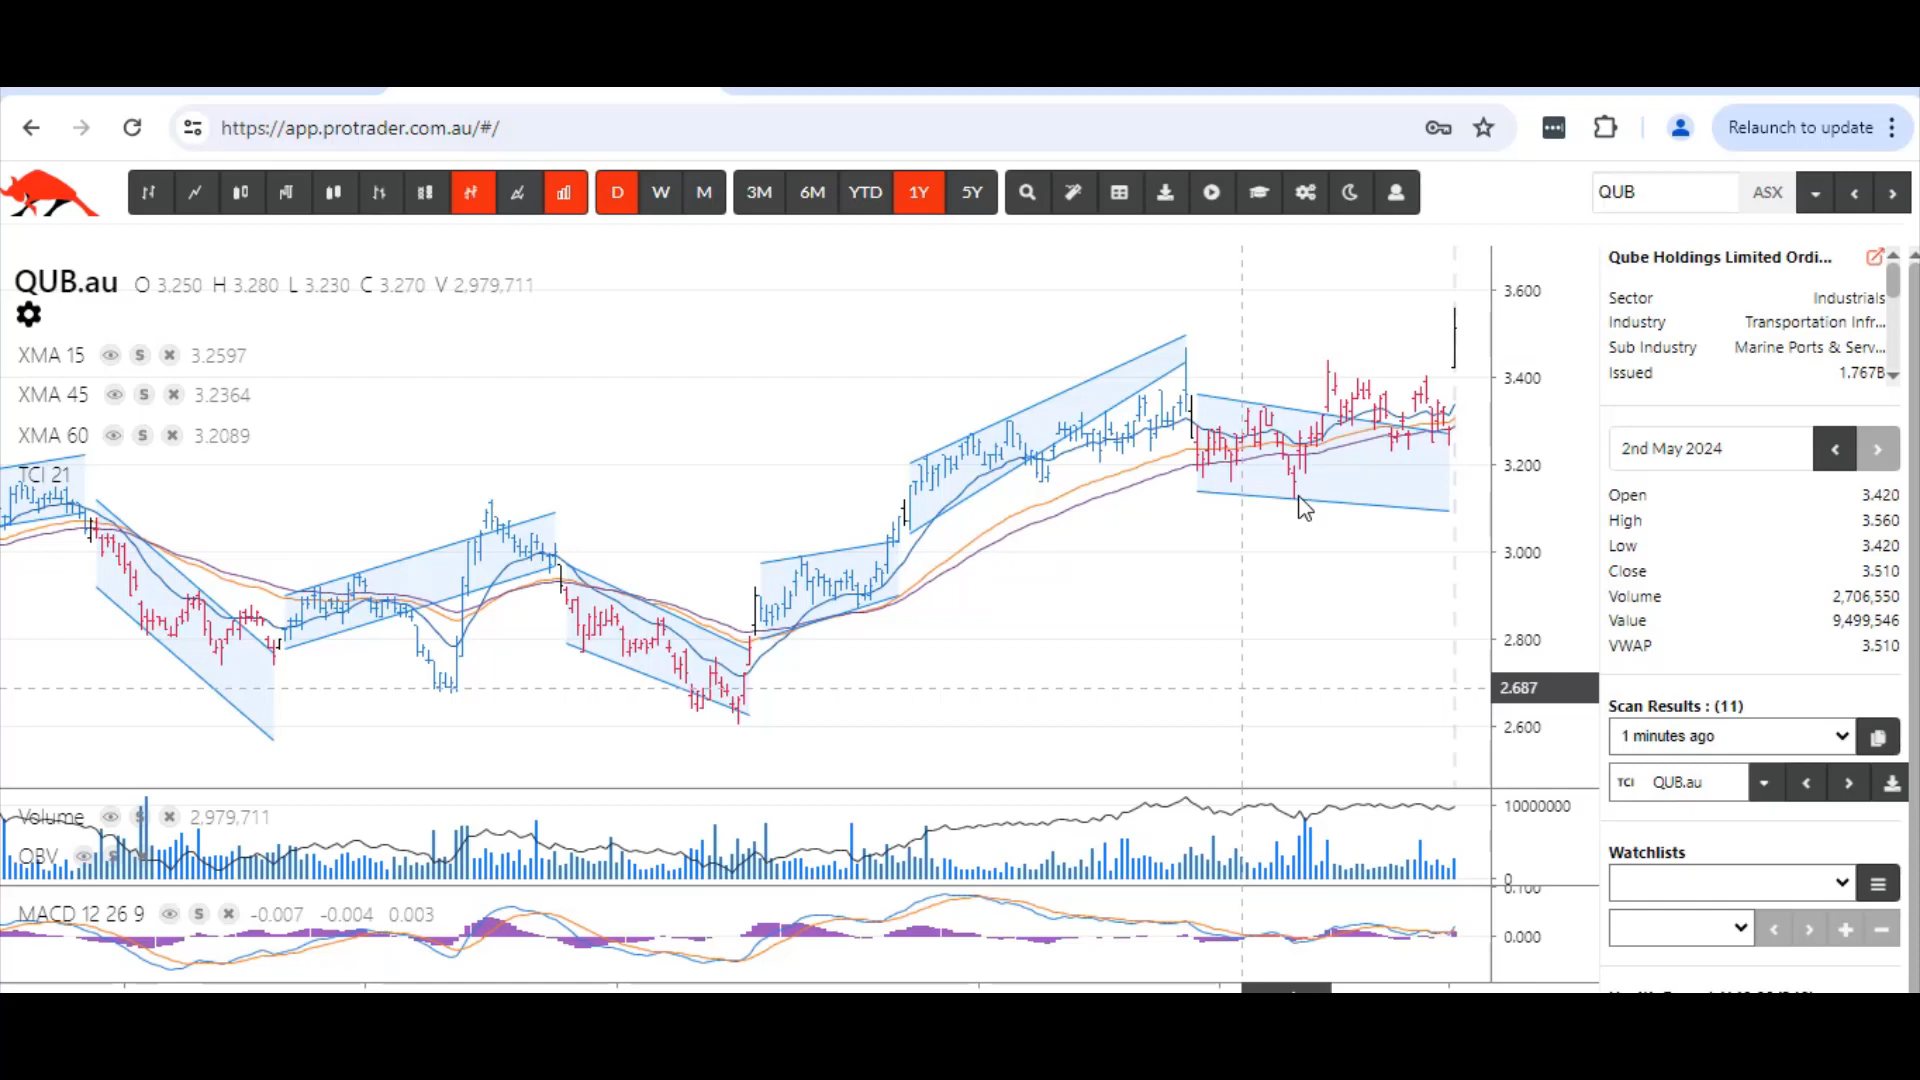 https://app.protrader.com.au/#/
Relaunch to update
D W M 3M 6M YTD 1Y 5Y
QUB ASX
QUB.au O 3.250 H 3.280 L 3.230 C 3.270 V 2,979,711
XMA 15 S 3.2597
XMA 45 S 3.2364
XMA 60 S 3.2089
TCI 21
3.600
3.400
3.200
3.000
2.800
2.687
2.600
Volume S 2,979,711
OBV
10000000
0
MACD 12 26 9 S -0.007 -0.004 0.003
0.100
0.000
Qube Holdings Limited Ordi...
Sector Industrials
Industry Transportation Infr...
Sub Industry Marine Ports & Serv...
Issued 1.767B
2nd May 2024
Open 3.420
High 3.560
Low 3.420
Close 3.510
Volume 2,706,550
Value 9,499,546
VWAP 3.510
Scan Results : (11)
1 minutes ago
TCI QUB.au
Watchlists